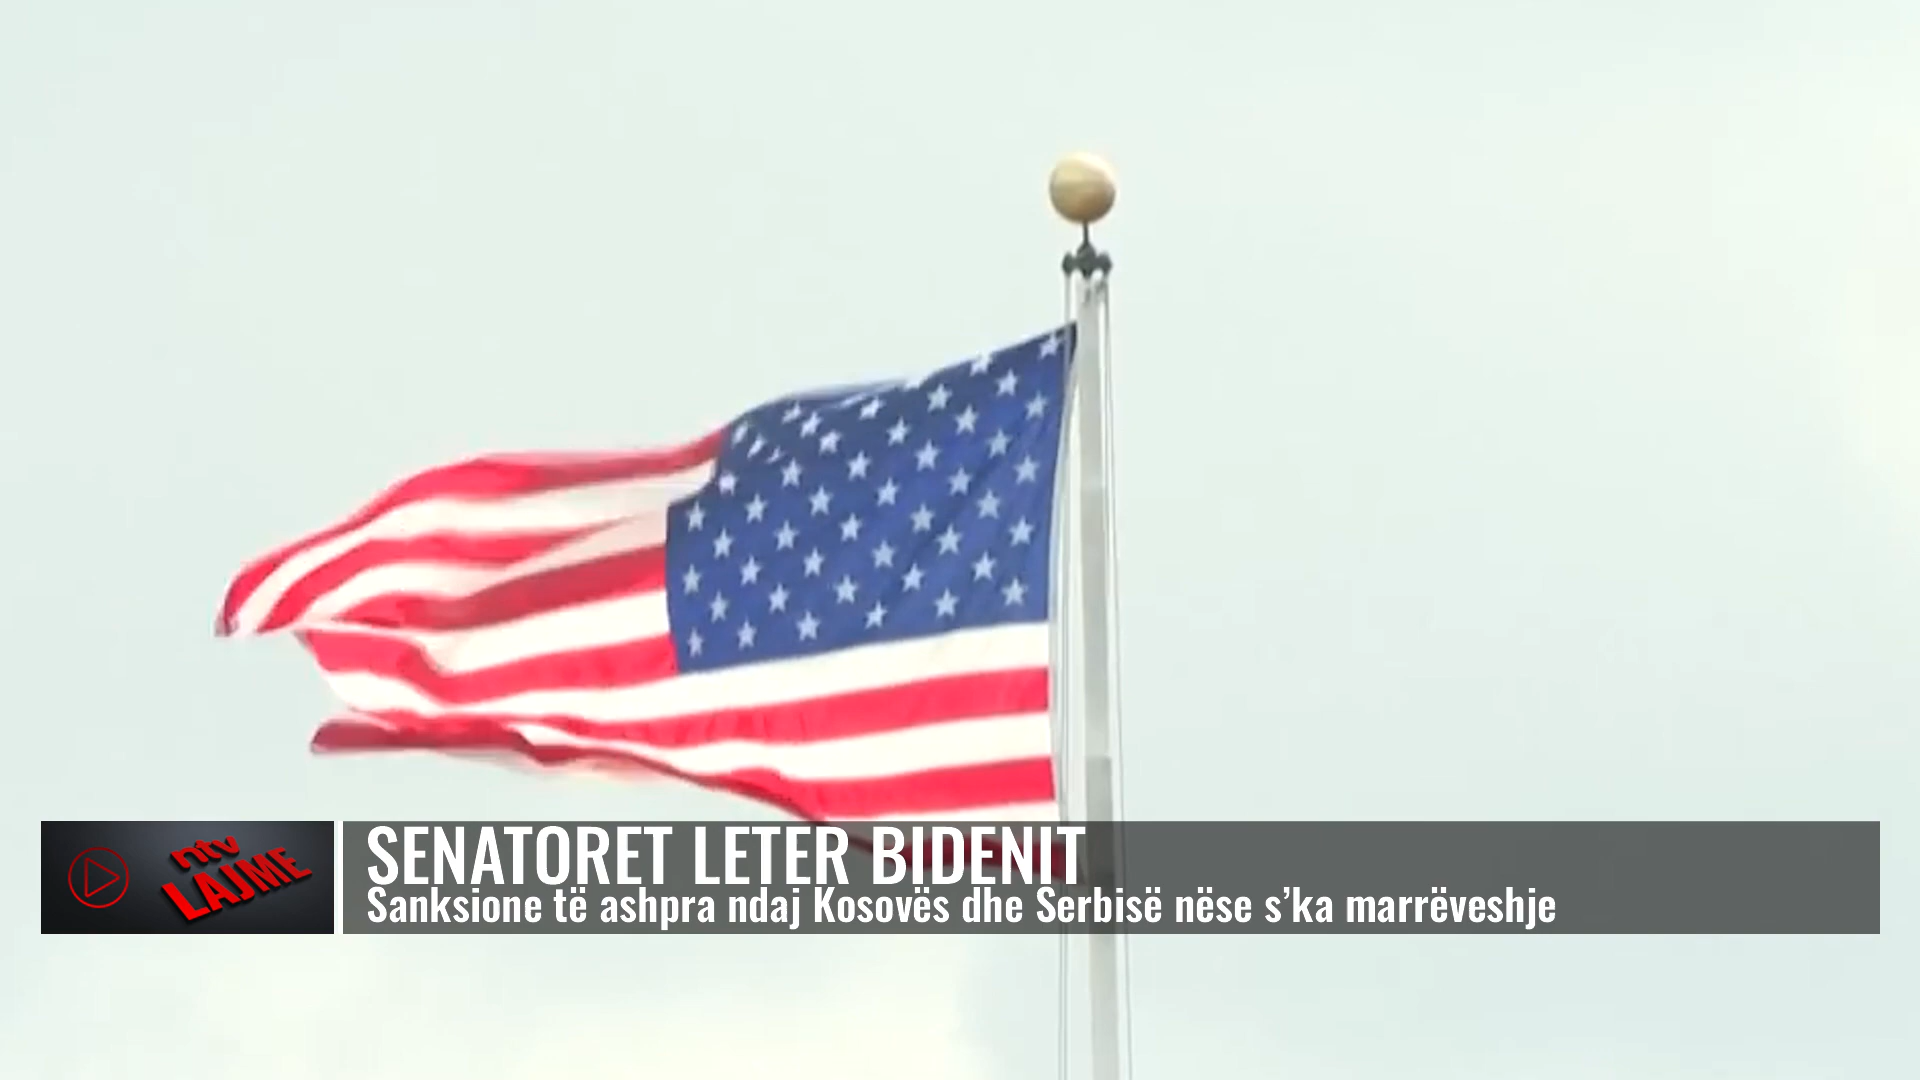 ntv
LAJME
SENATORET LETER BIDENIT
Sanksione të ashpra ndaj Kosovës dhe Serbisë nëse s’ka marrëveshje